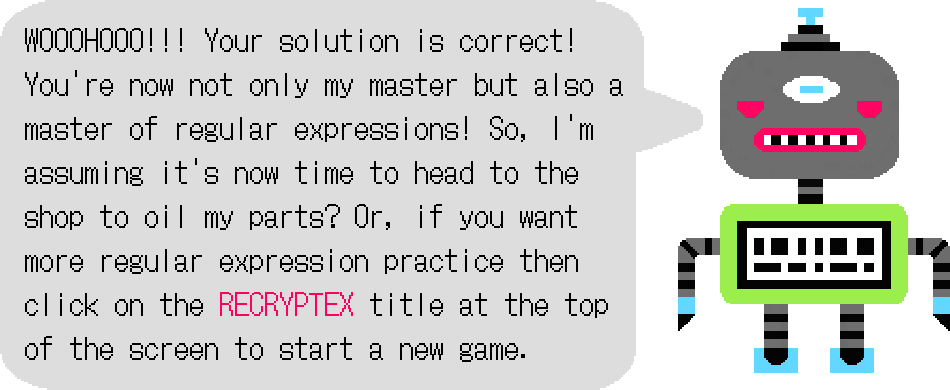 WOOOHOOO!!! Your solution is correct!
You're now not only my master but also a
master of regular expressions! So, I'm
assuming it's now time to head to the
shop to oil my parts? Or, if you want
more regular expression practice then
click on the RECRYPTEX title at the top
of the screen to start a new game.